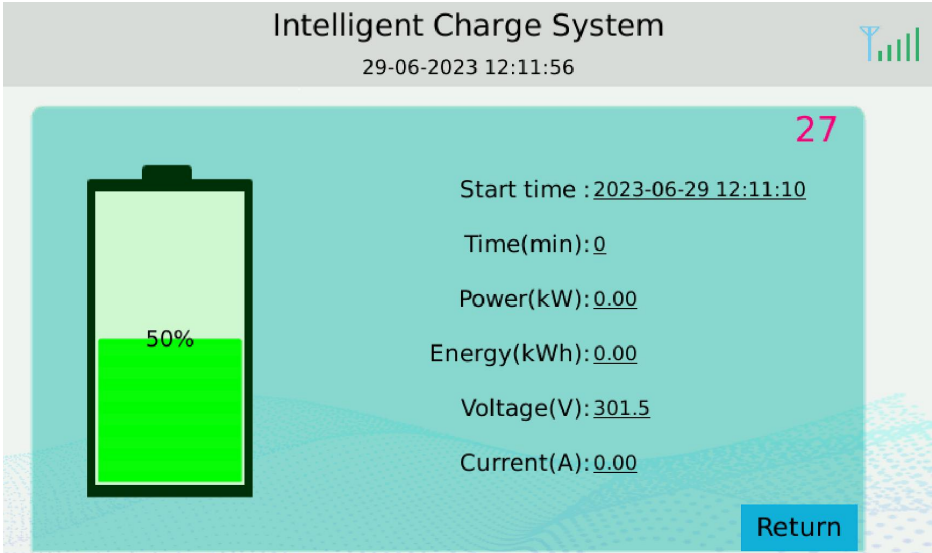 Intelligent Charge System
29-06-2023 12:11:56
27
Start time : 2023-06-29 12:11:10
Time(min): 0
Power(kW): 0.00
50%
Energy(kWh): 0.00
Voltage(V): 301.5
Current(A): 0.00
Return